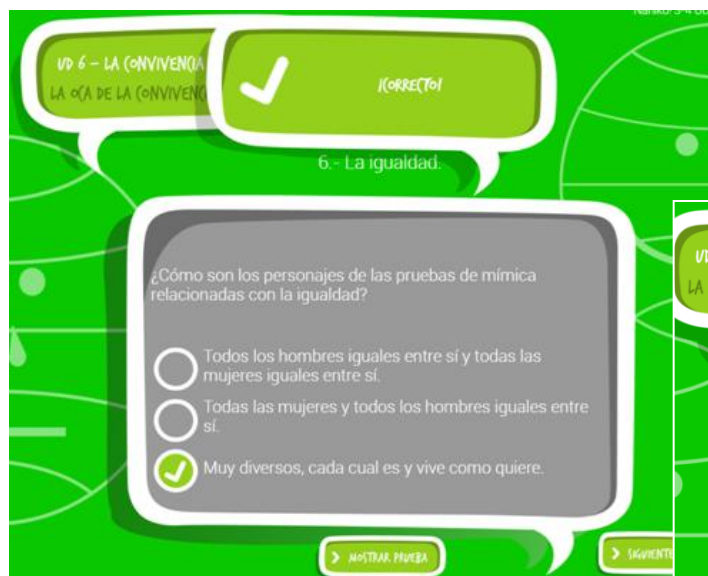 UD 6 – LA CONVIVENCIA
LA OCA DE LA CONVIVENCI
¡CORRECTO!
6.- La igualdad.
¿Cómo son los personajes de las pruebas de mímica
relacionadas con la igualdad?
Todos los hombres iguales entre sí y todas las
mujeres iguales entre sí.
Todas las mujeres y todos los hombres iguales entre
sí.
Muy diversos, cada cual es y vive como quiere.
> MOSTRAR PRUEBA
> SIGUIENTE
UD
LA